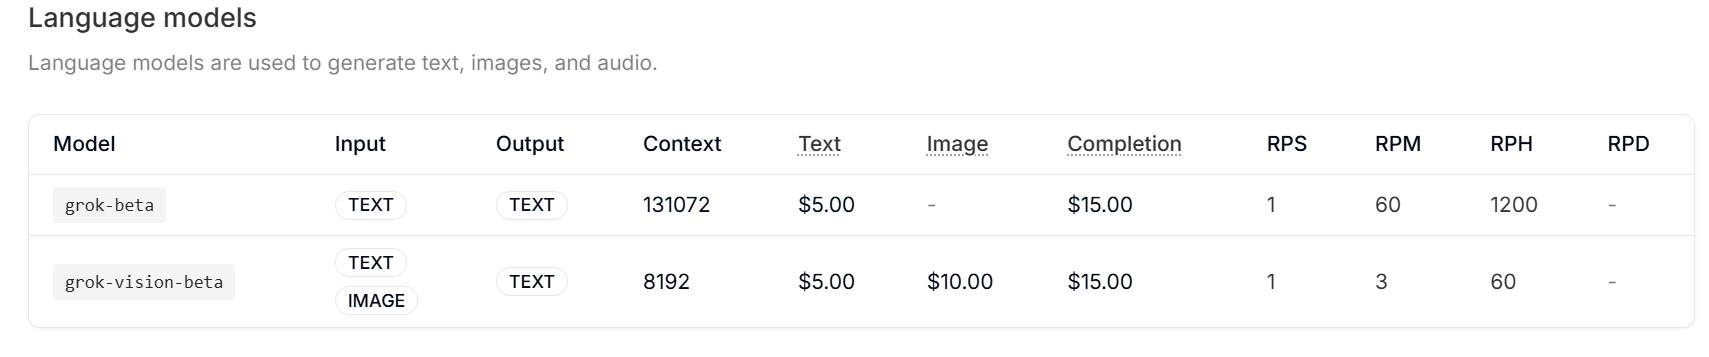 Language models
Language models are used to generate text, images, and audio.
Model Input Output Context Text Image Completion RPS RPM RPH RPD
grok-beta TEXT TEXT 131072 $5.00 - $15.00 1 60 1200 -
grok-vision-beta TEXT IMAGE TEXT 8192 $5.00 $10.00 $15.00 1 3 60 -